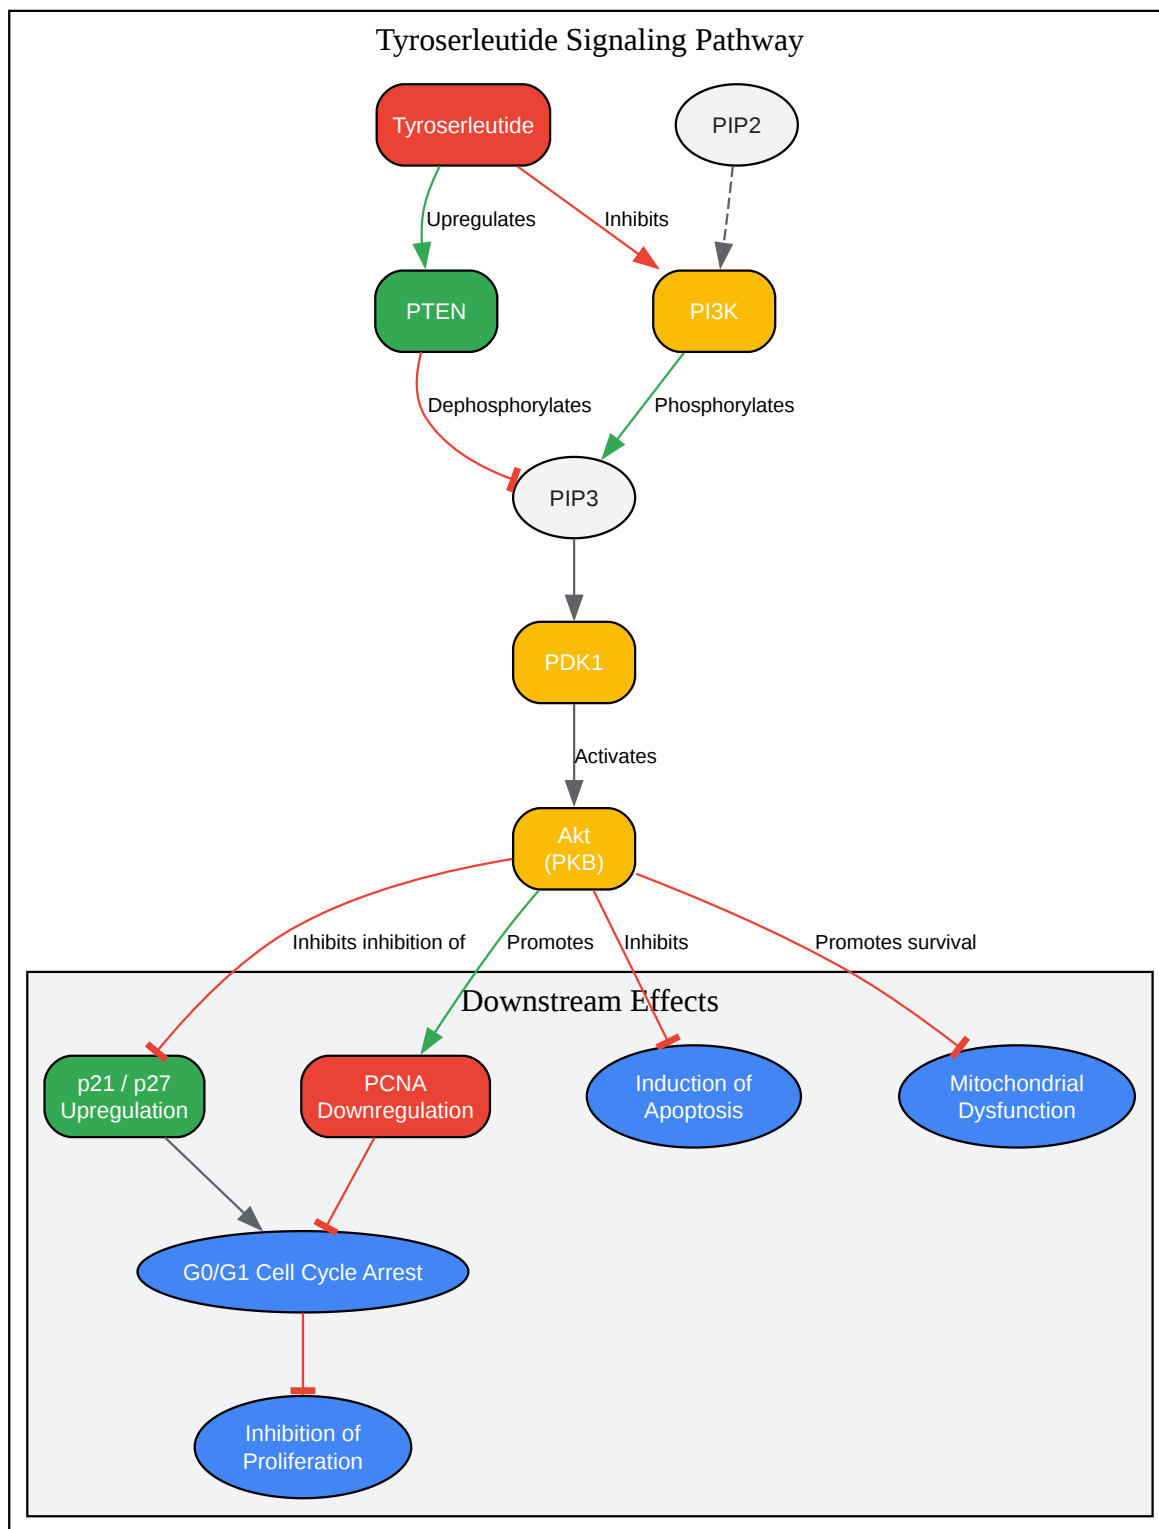 Tyroserleutide Signaling Pathway
Tyroserleutide
PIP2
Upregulates
Inhibits
PTEN
PI3K
Dephosphorylates
Phosphorylates
PIP3
PDK1
Activates
Akt
(PKB)
Inhibits inhibition of
Promotes
Inhibits
Promotes survival
Downstream Effects
p21 / p27
Upregulation
PCNA
Downregulation
Induction of
Apoptosis
Mitochondrial
Dysfunction
G0/G1 Cell Cycle Arrest
Inhibition of
Proliferation